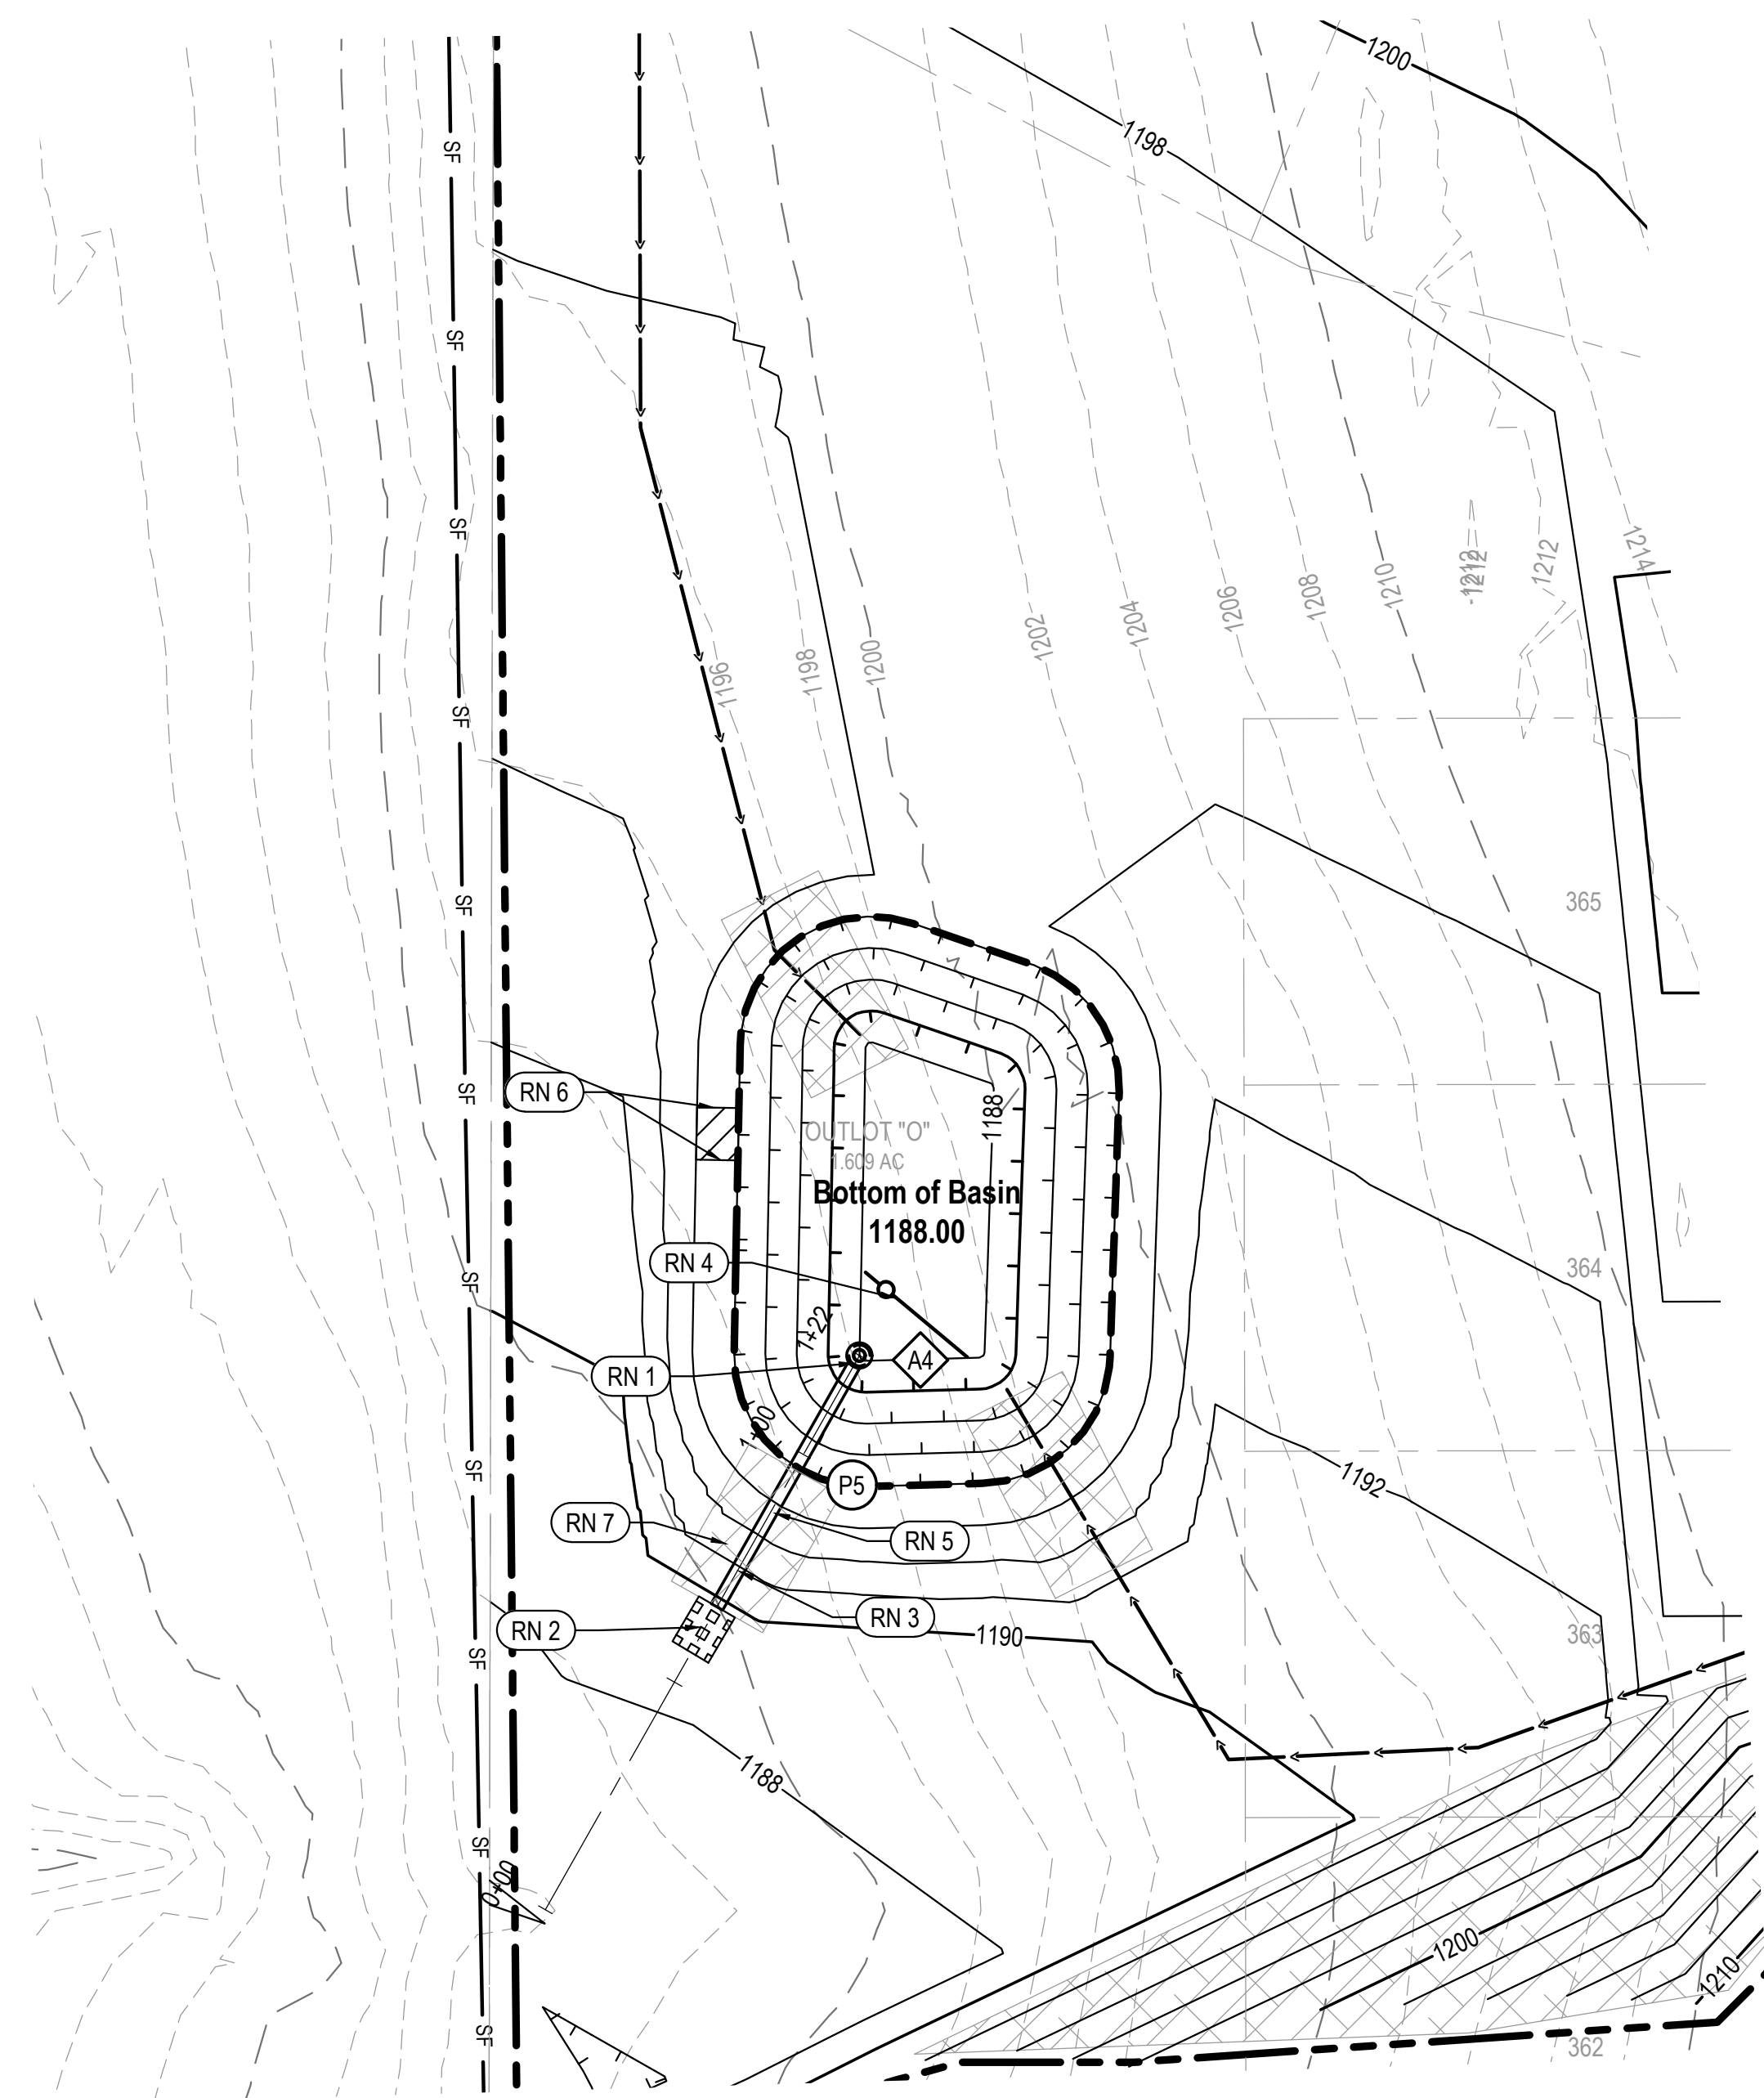 1200
1198
SF
SF
SF
SF
SF
SF
SF
SF
SF
SF
SF
1196
1198
1200
1202
1204
1206
1208
1210
1212
1212
1212
1214
365
RN 6
1188
OUTLOT "O"
1.609 AC
Bottom of Basin
1188.00
RN 4
364
1+22
RN 1
A4
1+00
P5
1192
RN 7
RN 5
RN 2
RN 3
1190
363
1188
0+00
1200
1210
362